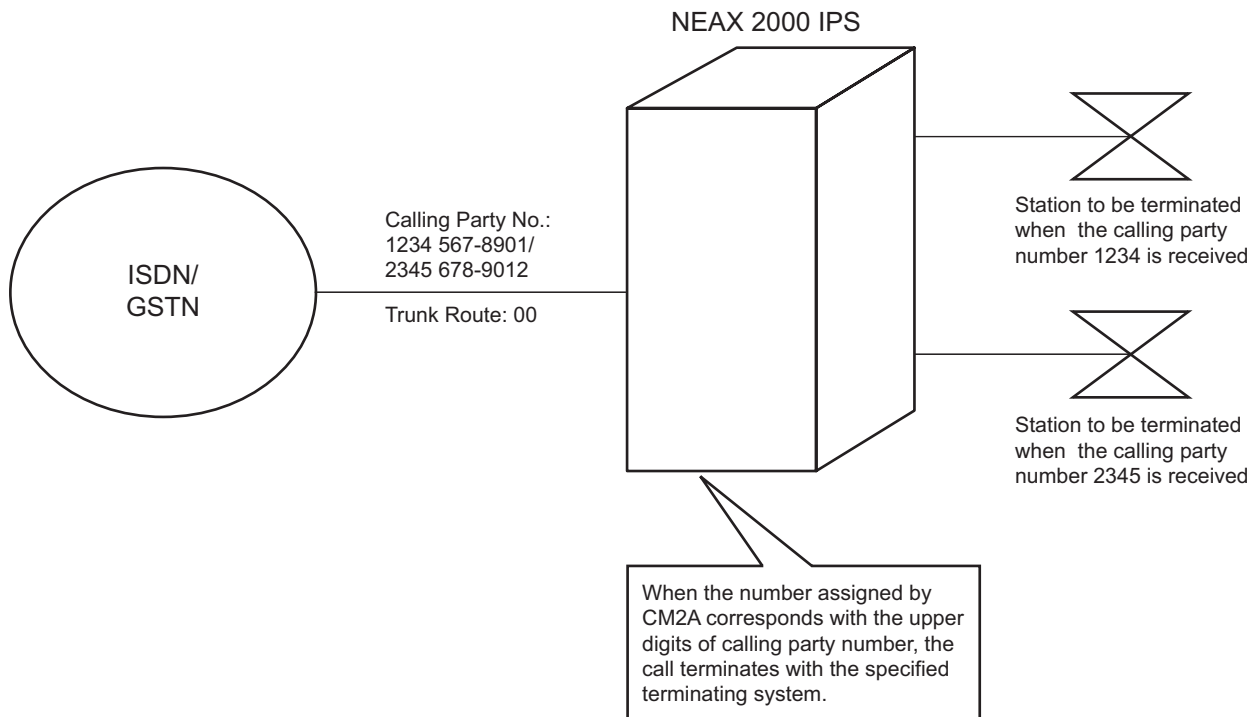 NEAX 2000 IPS
ISDN/
GSTN
Calling Party No.:
1234 567-8901/
2345 678-9012
Trunk Route: 00
Station to be terminated
when the calling party
number 1234 is received
Station to be terminated
when the calling party
number 2345 is received
When the number assigned by
CM2A corresponds with the upper
digits of calling party number, the
call terminates with the specified
terminating system.